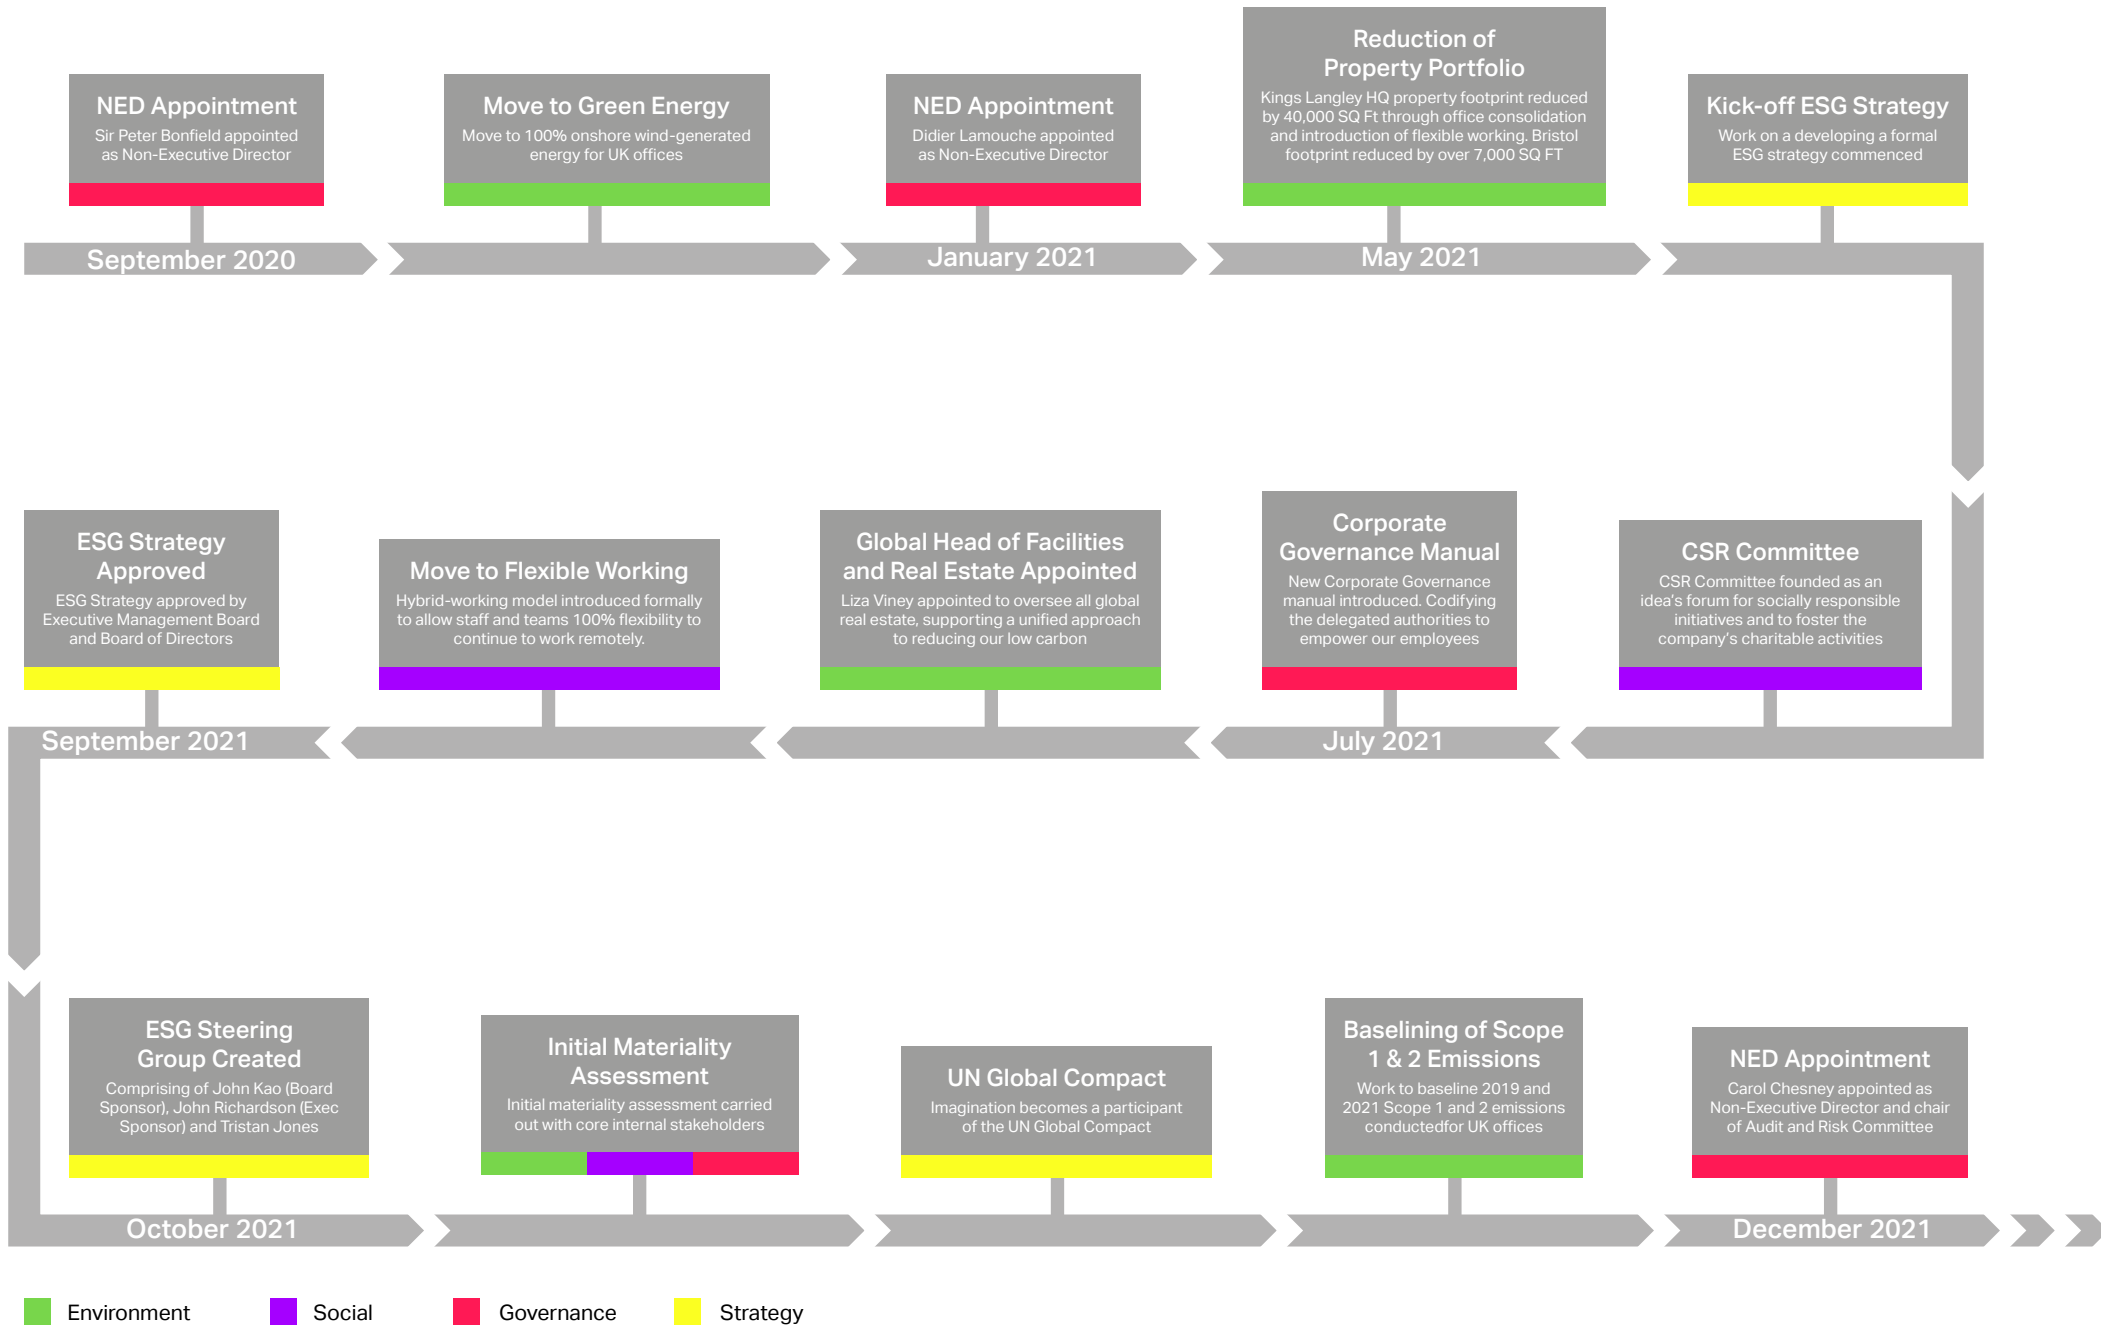 NED Appointment
Sir Peter Bonfield appointed
as Non-Executive Director
September 2020
Move to Green Energy
Move to 100% onshore wind-generated
energy for UK offices
NED Appointment
Didier Lamouche appointed
as Non-Executive Director
January 2021
Reduction of
Property Portfolio
Kings Langley HQ property footprint reduced
by 40,000 SQ Ft through office consolidation
and introduction of flexible working. Bristol
footprint reduced by over 7,000 SQ FT
May 2021
Kick-off ESG Strategy
Work on a developing a formal
ESG strategy commenced
CSR Committee
CSR Committee founded as an
idea's forum for socially responsible
initiatives and to foster the
company's charitable activities
Corporate
Governance Manual
New Corporate Governance
manual introduced. Codifying
the delegated authorities to
empower our employees
July 2021
Global Head of Facilities
and Real Estate Appointed
Liza Viney appointed to oversee all global
real estate, supporting a unified approach
to reducing our low carbon
Move to Flexible Working
Hybrid-working model introduced formally
to allow staff and teams 100% flexibility to
continue to work remotely.
ESG Strategy
Approved
ESG Strategy approved by
Executive Management Board
and Board of Directors
September 2021
ESG Steering
Group Created
Comprising of John Kao (Board
Sponsor), John Richardson (Exec
Sponsor) and Tristan Jones
October 2021
Initial Materiality
Assessment
Initial materiality assessment carried
out with core internal stakeholders
UN Global Compact
Imagination becomes a participant
of the UN Global Compact
Baselining of Scope
1 & 2 Emissions
Work to baseline 2019 and
2021 Scope 1 and 2 emissions
conductedfor UK offices
NED Appointment
Carol Chesney appointed as
Non-Executive Director and chair
of Audit and Risk Committee
December 2021
Environment
Social
Governance
Strategy